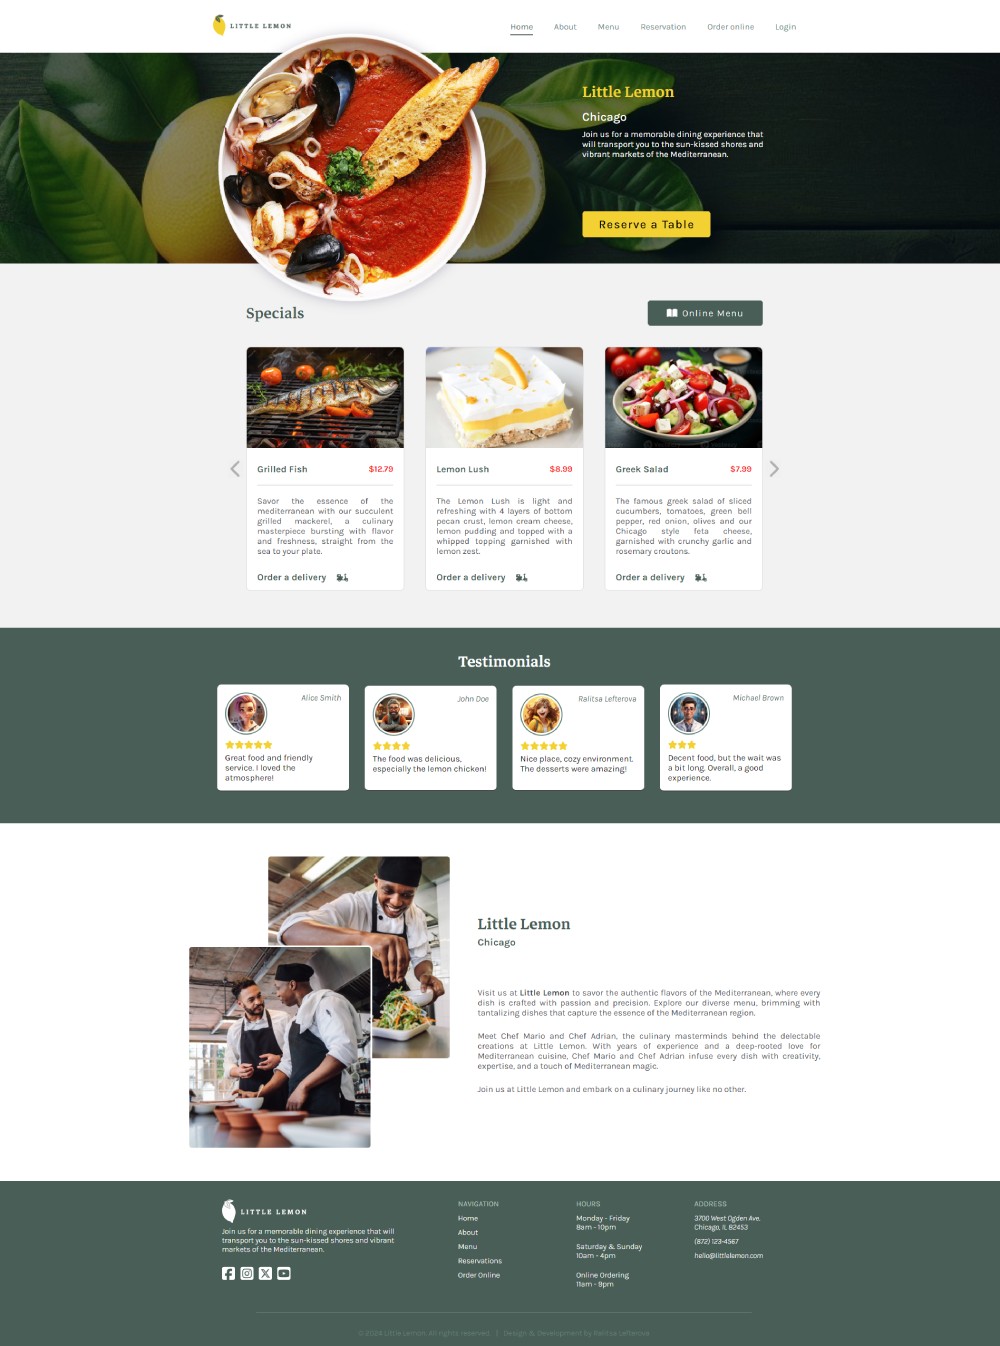 LITTLE LEMON
Home About Menu Reservation Order online Login
Little Lemon
Chicago
Join us for a memorable dining experience that
will transport you to the sun-kissed shores and
vibrant markets of the Mediterranean.
Reserve a Table
Specials
Online Menu
Grilled Fish $12.79
Savor the essence of the
mediterranean with our succulent
grilled mackerel, a culinary
masterpiece bursting with flavor
and freshness, straight from the
sea to your plate.
Order a delivery
Lemon Lush $8.99
The Lemon Lush is light and
refreshing with 4 layers of bottom
pecan crust, lemon cream cheese,
lemon pudding and topped with a
whipped topping garnished with
lemon zest.
Order a delivery
Greek Salad $7.99
The famous greek salad of sliced
cucumbers, tomatoes, green bell
pepper, red onion, olives and our
Chicago style feta cheese,
garnished with crunchy garlic and
rosemary croutons.
Order a delivery
Testimonials
Alice Smith
Great food and friendly
service. I loved the
atmosphere!
John Doe
The food was delicious,
especially the lemon chicken!
Ralitsa Lefterova
Nice place, cozy environment.
The desserts were amazing!
Michael Brown
Decent food, but the wait was
a bit long. Overall, a good
experience.
Little Lemon
Chicago
Visit us at Little Lemon to savor the authentic flavors of the Mediterranean, where every
dish is crafted with passion and precision. Explore our diverse menu, brimming with
tantalizing dishes that capture the essence of the Mediterranean region.
Meet Chef Mario and Chef Adrian, the culinary masterminds behind the delectable
creations at Little Lemon. With years of experience and a deep-rooted love for
Mediterranean cuisine, Chef Mario and Chef Adrian infuse every dish with creativity,
expertise, and a touch of Mediterranean magic.
Join us at Little Lemon and embark on a culinary journey like no other.
LITTLE LEMON
Join us for a memorable dining experience that will
transport you to the sun-kissed shores and vibrant
markets of the Mediterranean.
NAVIGATION
Home
About
Menu
Reservations
Order Online
HOURS
Monday - Friday
8am - 10pm
Saturday & Sunday
10am - 4pm
Online Ordering
11am - 9pm
ADDRESS
3700 West Ogden Ave,
Chicago, IL 92453
(872) 123-4567
hello@littlelemon.com
© 2024 Little Lemon. All rights reserved. | Design & Development by Ralitsa Lefterova